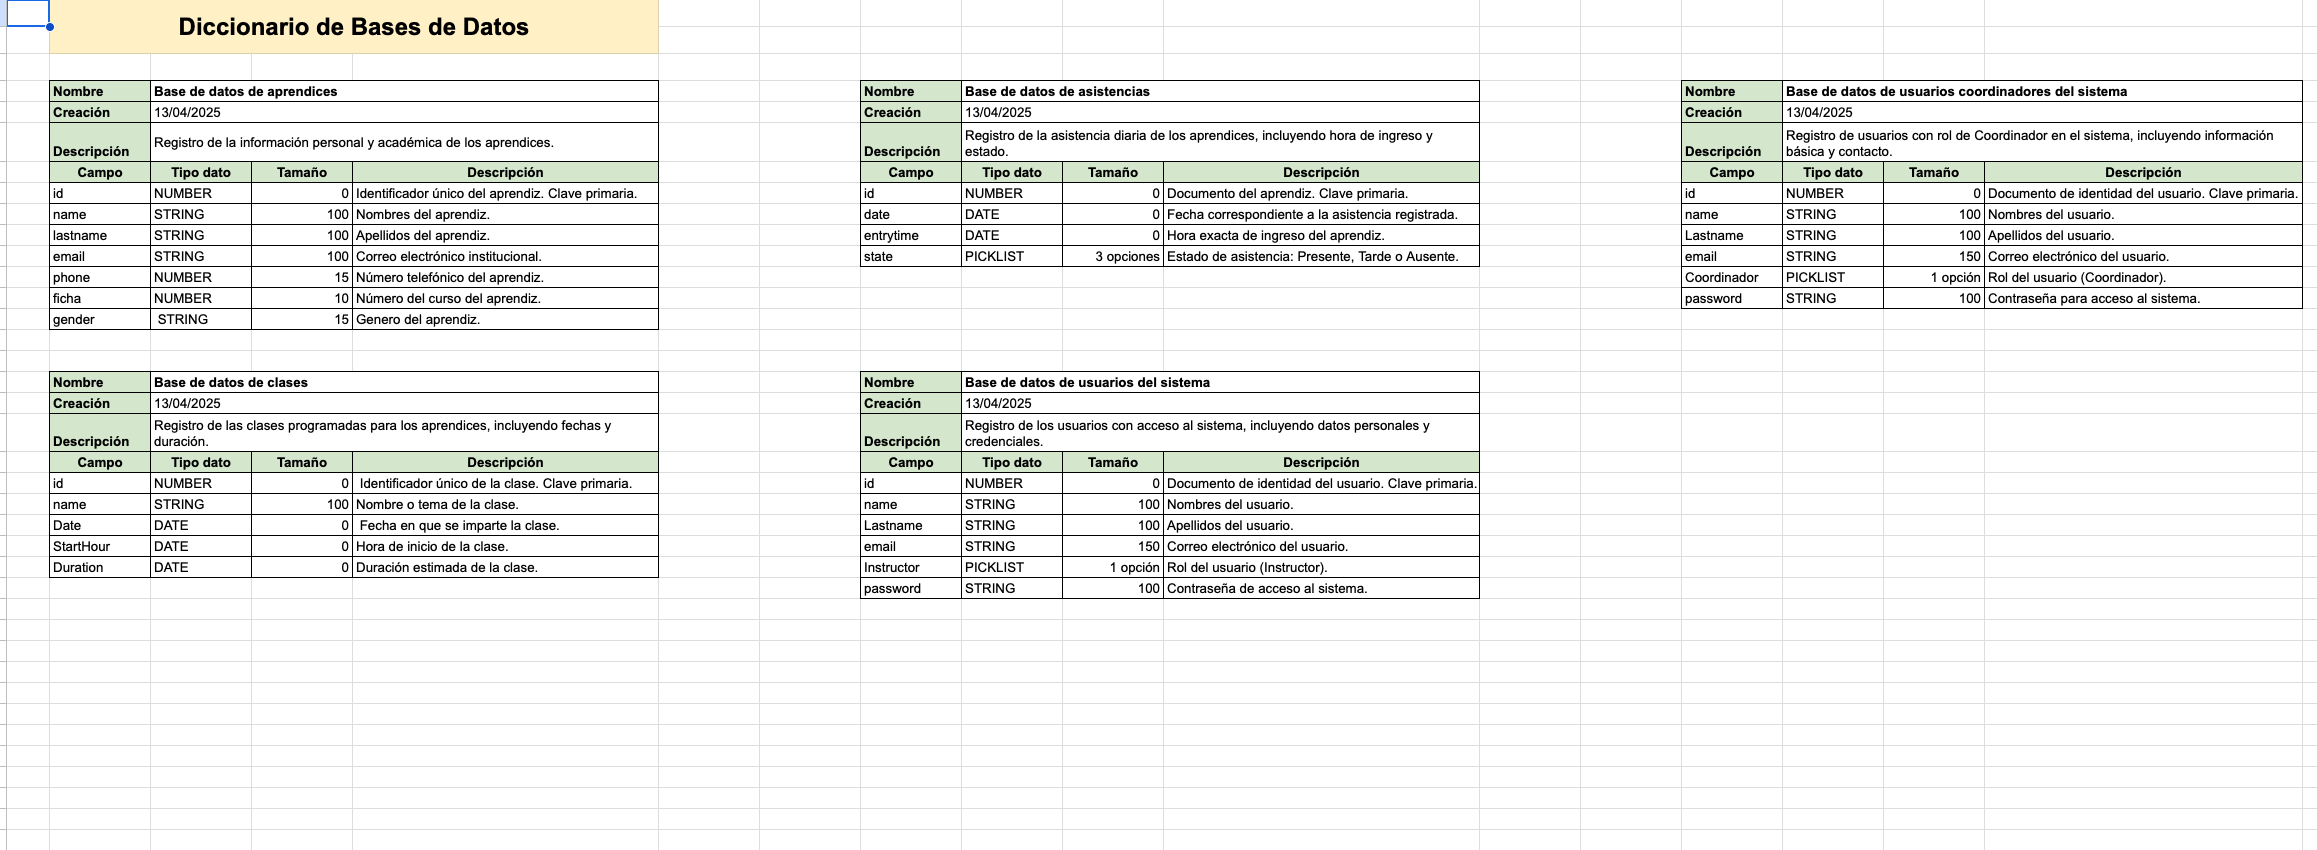 Diccionario de Bases de Datos
Nombre Base de datos de aprendices
Creación 13/04/2025
Descripción Registro de la información personal y académica de los aprendices.
Campo Tipo dato Tamaño Descripción
id NUMBER 0 Identificador único del aprendiz. Clave primaria.
name STRING 100 Nombres del aprendiz.
lastname STRING 100 Apellidos del aprendiz.
email STRING 100 Correo electrónico institucional.
phone NUMBER 15 Número telefónico del aprendiz.
ficha NUMBER 10 Número del curso del aprendiz.
gender STRING 15 Genero del aprendiz.
Nombre Base de datos de asistencias
Creación 13/04/2025
Descripción Registro de la asistencia diaria de los aprendices, incluyendo hora de ingreso y
estado.
Campo Tipo dato Tamaño Descripción
id NUMBER 0 Documento del aprendiz. Clave primaria.
date DATE 0 Fecha correspondiente a la asistencia registrada.
entrytime DATE 0 Hora exacta de ingreso del aprendiz.
state PICKLIST 3 opciones Estado de asistencia: Presente, Tarde o Ausente.
Nombre Base de datos de usuarios coordinadores del sistema
Creación 13/04/2025
Descripción Registro de usuarios con rol de Coordinador en el sistema, incluyendo información
básica y contacto.
Campo Tipo dato Tamaño Descripción
id NUMBER 0 Documento de identidad del usuario. Clave primaria.
name STRING 100 Nombres del usuario.
Lastname STRING 100 Apellidos del usuario.
email STRING 150 Correo electrónico del usuario.
Coordinador PICKLIST 1 opción Rol del usuario (Coordinador).
password STRING 100 Contraseña para acceso al sistema.
Nombre Base de datos de clases
Creación 13/04/2025
Descripción Registro de las clases programadas para los aprendices, incluyendo fechas y
duración.
Campo Tipo dato Tamaño Descripción
id NUMBER 0 Identificador único de la clase. Clave primaria.
name STRING 100 Nombre o tema de la clase.
Date DATE 0 Fecha en que se imparte la clase.
StartHour DATE 0 Hora de inicio de la clase.
Duration DATE 0 Duración estimada de la clase.
Nombre Base de datos de usuarios del sistema
Creación 13/04/2025
Descripción Registro de los usuarios con acceso al sistema, incluyendo datos personales y
credenciales.
Campo Tipo dato Tamaño Descripción
id NUMBER 0 Documento de identidad del usuario. Clave primaria.
name STRING 100 Nombres del usuario.
Lastname STRING 100 Apellidos del usuario.
email STRING 150 Correo electrónico del usuario.
Instructor PICKLIST 1 opción Rol del usuario (Instructor).
password STRING 100 Contraseña de acceso al sistema.